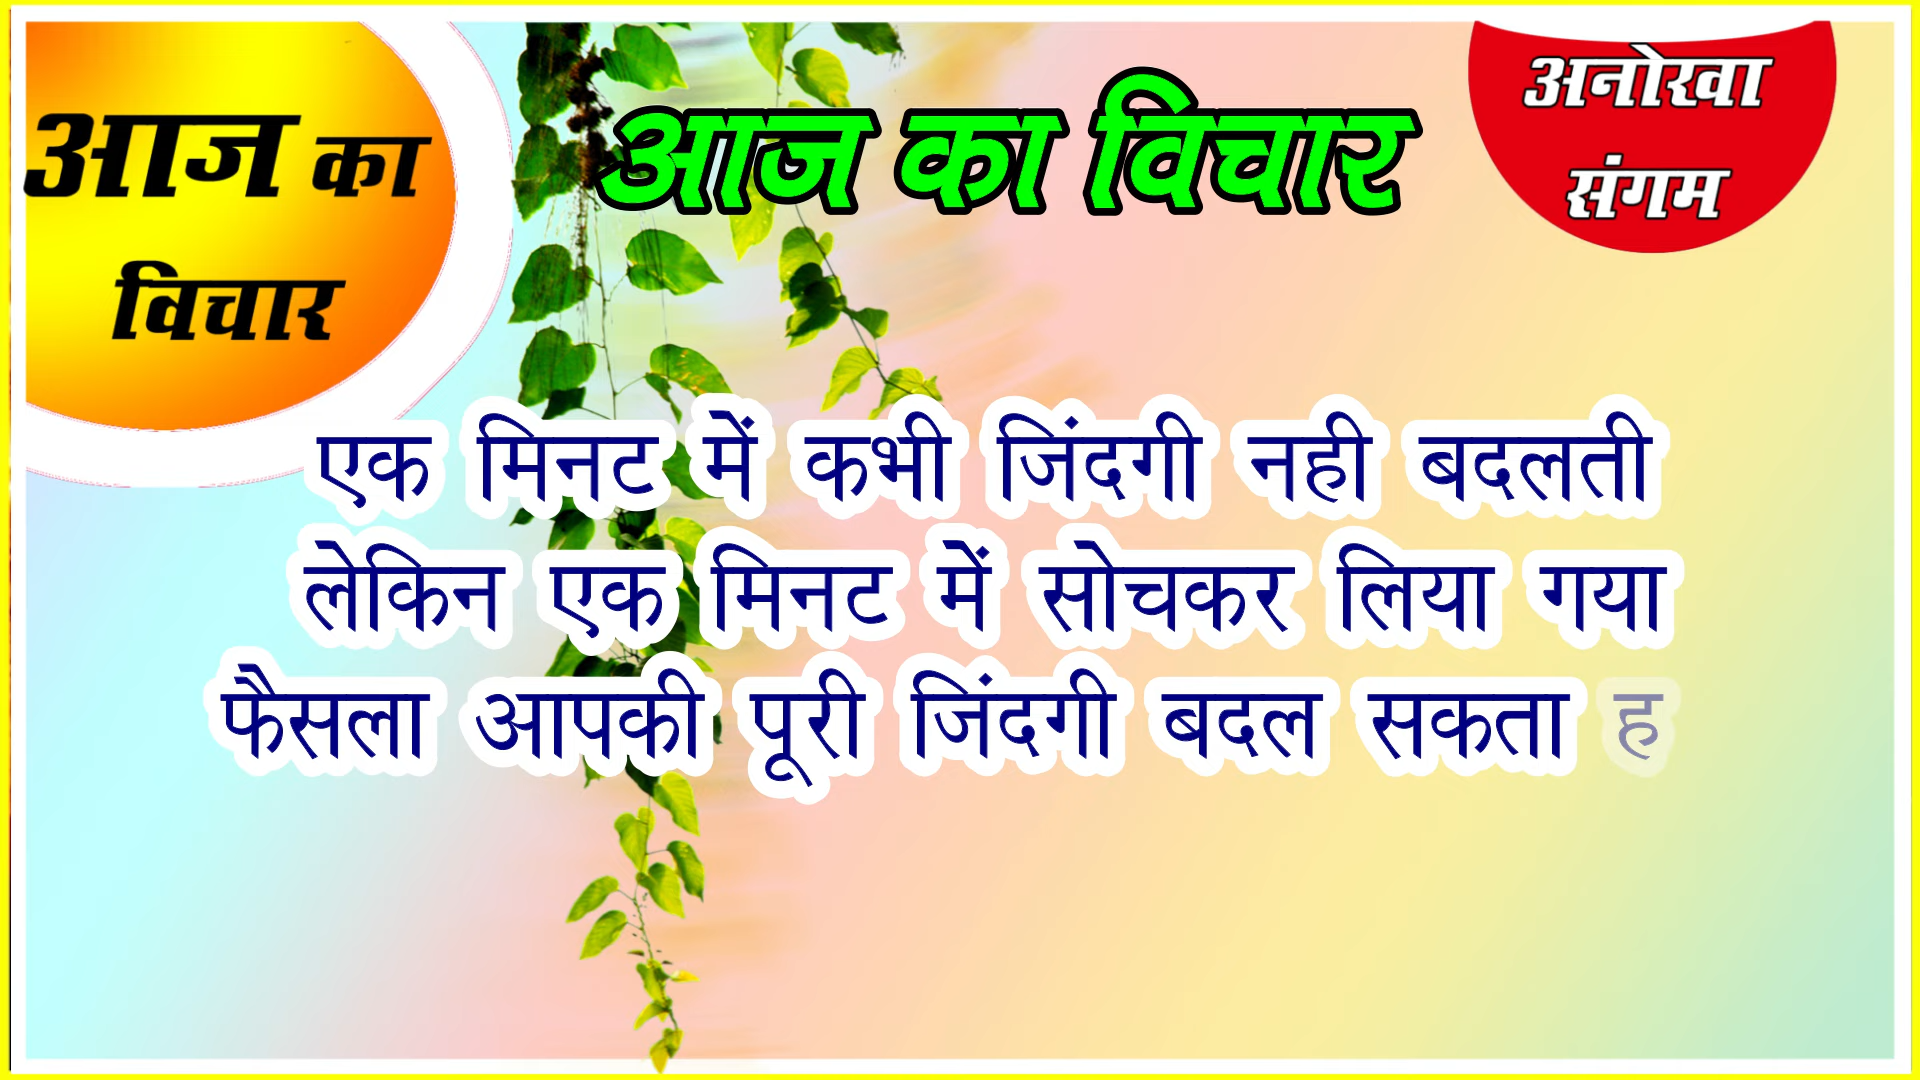 आज का
विचार
आज का विचार
अनोखा
संगम
एक मिनट में कभी जिंदगी नही बदलती
लेकिन एक मिनट में सोचकर लिया गया
फैसला आपकी पूरी जिंदगी बदल सकता ह